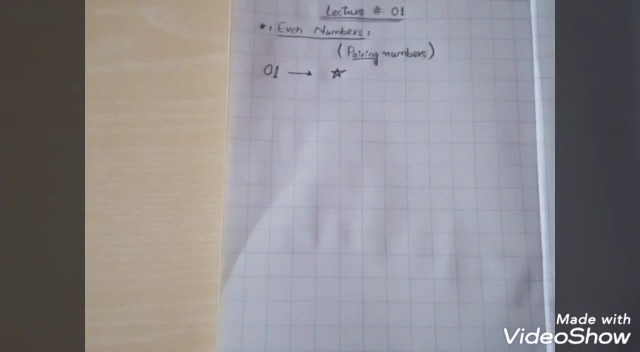 Lecture # 01
*: Even Numbers:
(Pairing numbers)
01 → ☆
Made with
VideoShow